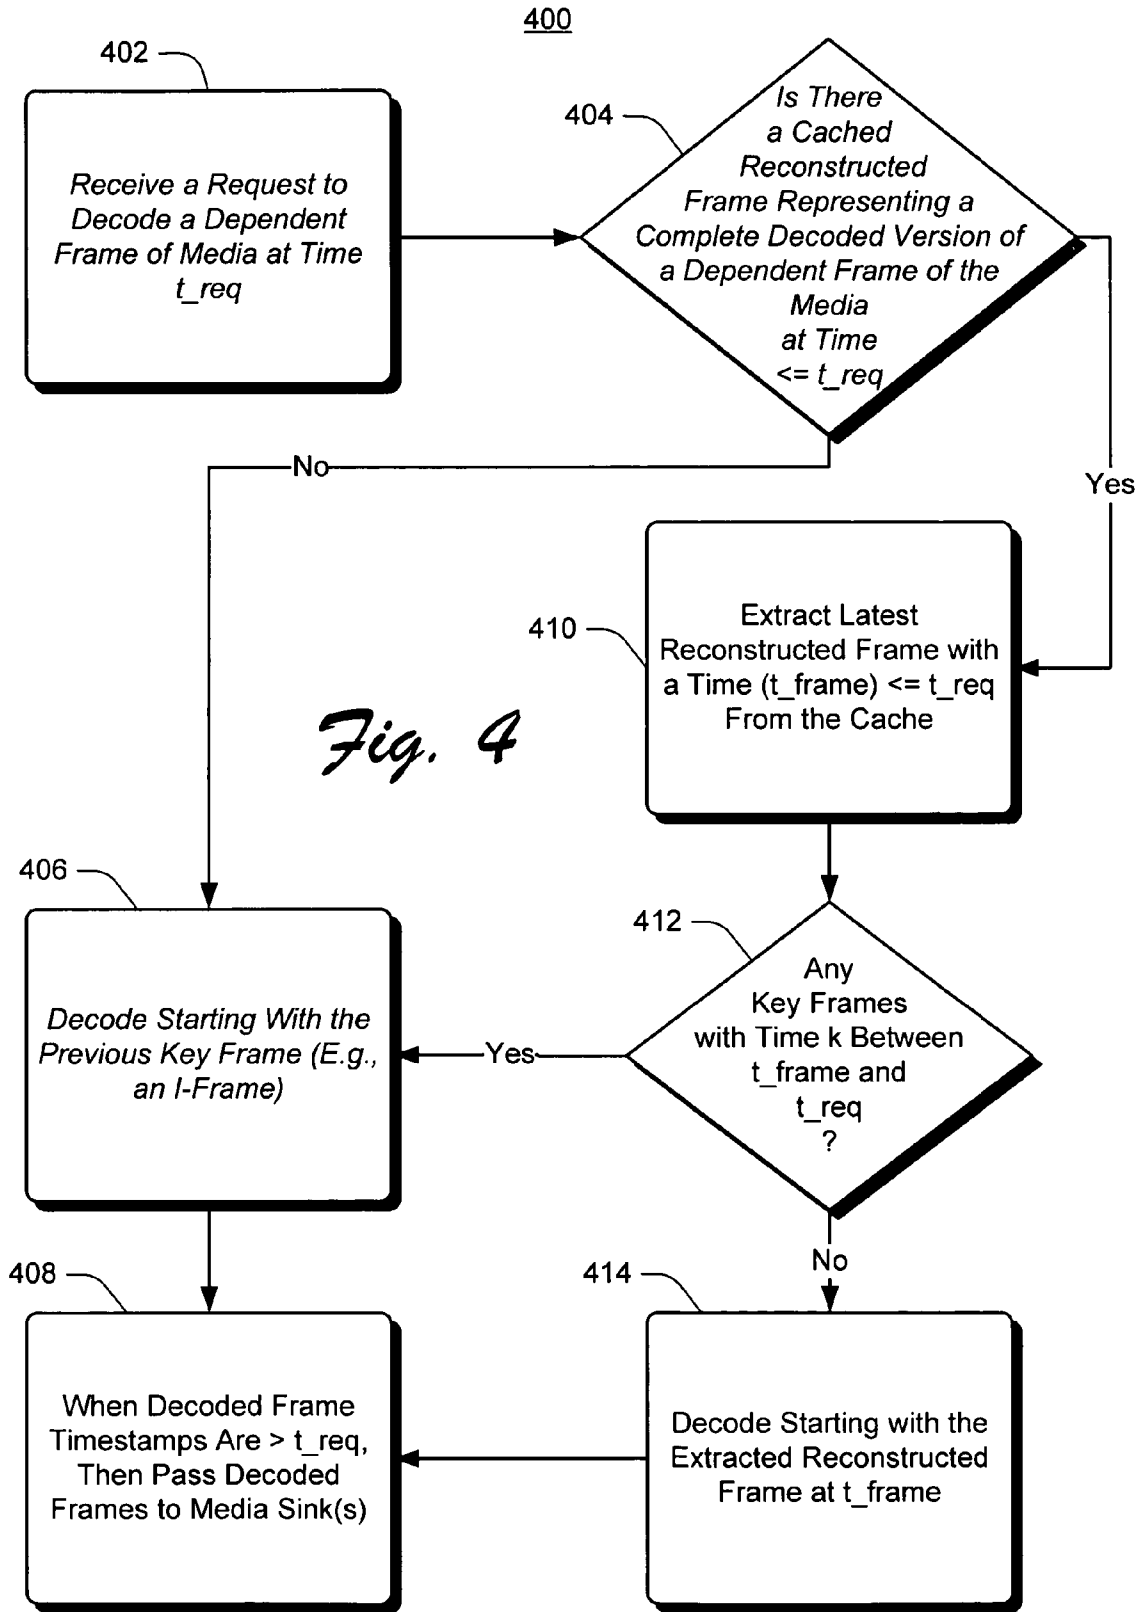 400
402
Receive a Request to
Decode a Dependent
Frame of Media at Time
t_req
404
Is There
a Cached
Reconstructed
Frame Representing a
Complete Decoded Version of
a Dependent Frame of the
Media
at Time
<= t_req
No
Yes
410
Extract Latest
Reconstructed Frame with
a Time (t_frame) <= t_req
From the Cache
Fig. 4
406
Decode Starting With the
Previous Key Frame (E.g.,
an I-Frame)
412
Any
Key Frames
with Time k Between
t_frame and
t_req
?
Yes
No
408
When Decoded Frame
Timestamps Are > t_req,
Then Pass Decoded
Frames to Media Sink(s)
414
Decode Starting with the
Extracted Reconstructed
Frame at t_frame